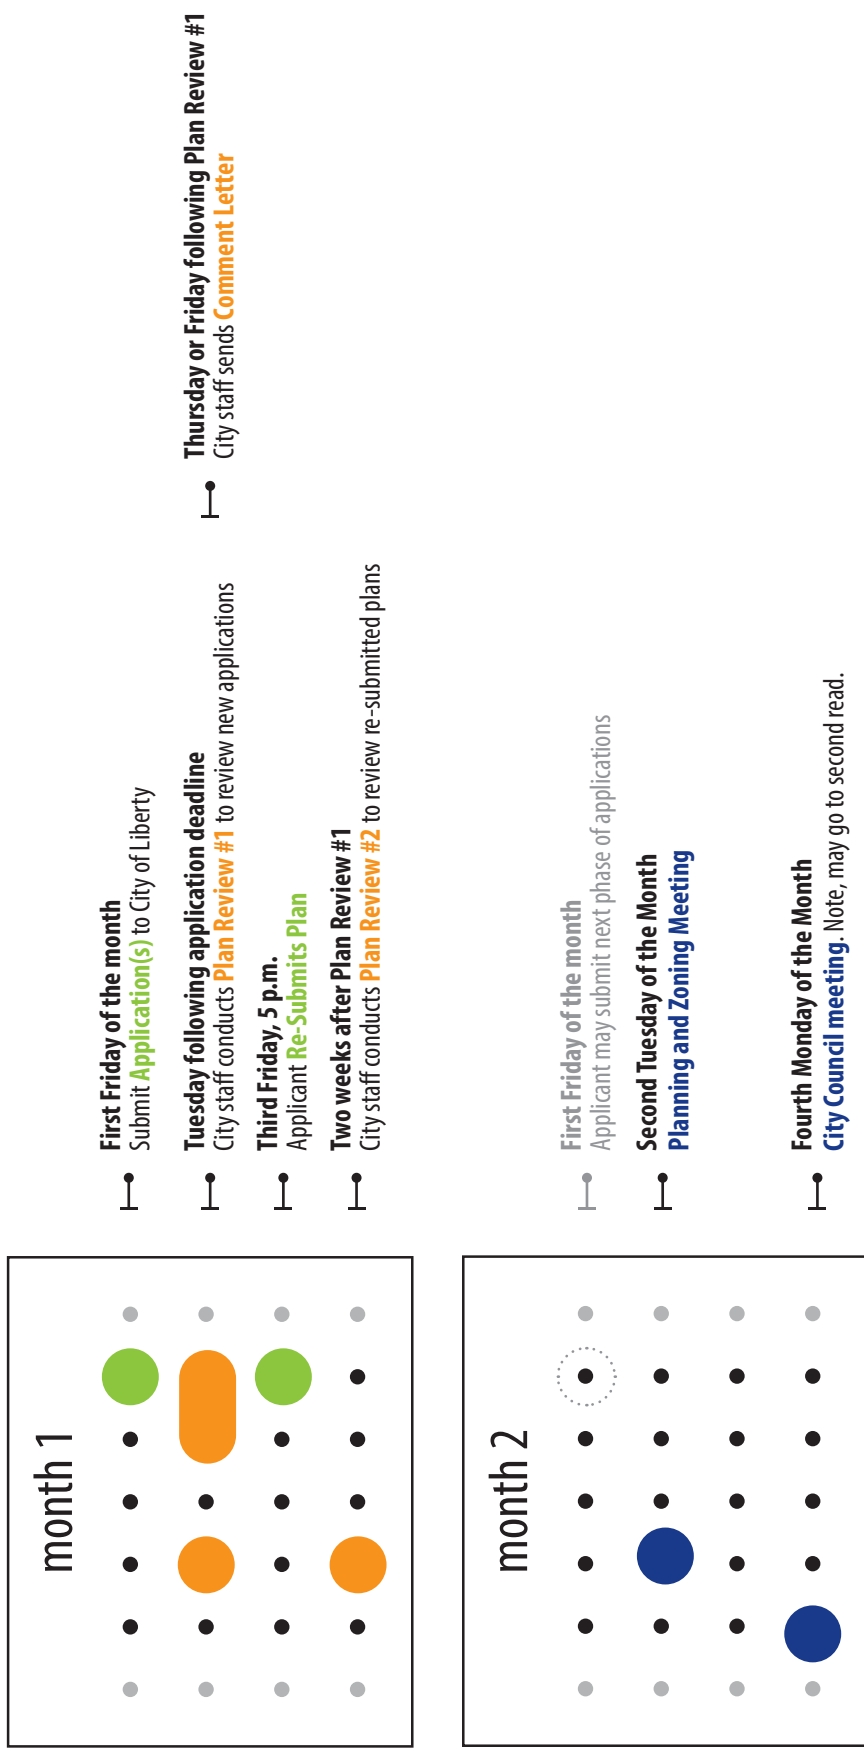 month 1
First Friday of the month
Submit Application(s) to City of Liberty
Tuesday following application deadline
City staff conducts Plan Review #1 to review new applications
Thursday or Friday following Plan Review #1
City staff sends Comment Letter
Third Friday, 5 p.m.
Applicant Re-Submits Plan
Two weeks after Plan Review #1
City staff conducts Plan Review #2 to review re-submitted plans
month 2
First Friday of the month
Applicant may submit next phase of applications
Second Tuesday of the Month
Planning and Zoning Meeting
Fourth Monday of the Month
City Council meeting. Note, may go to second read.